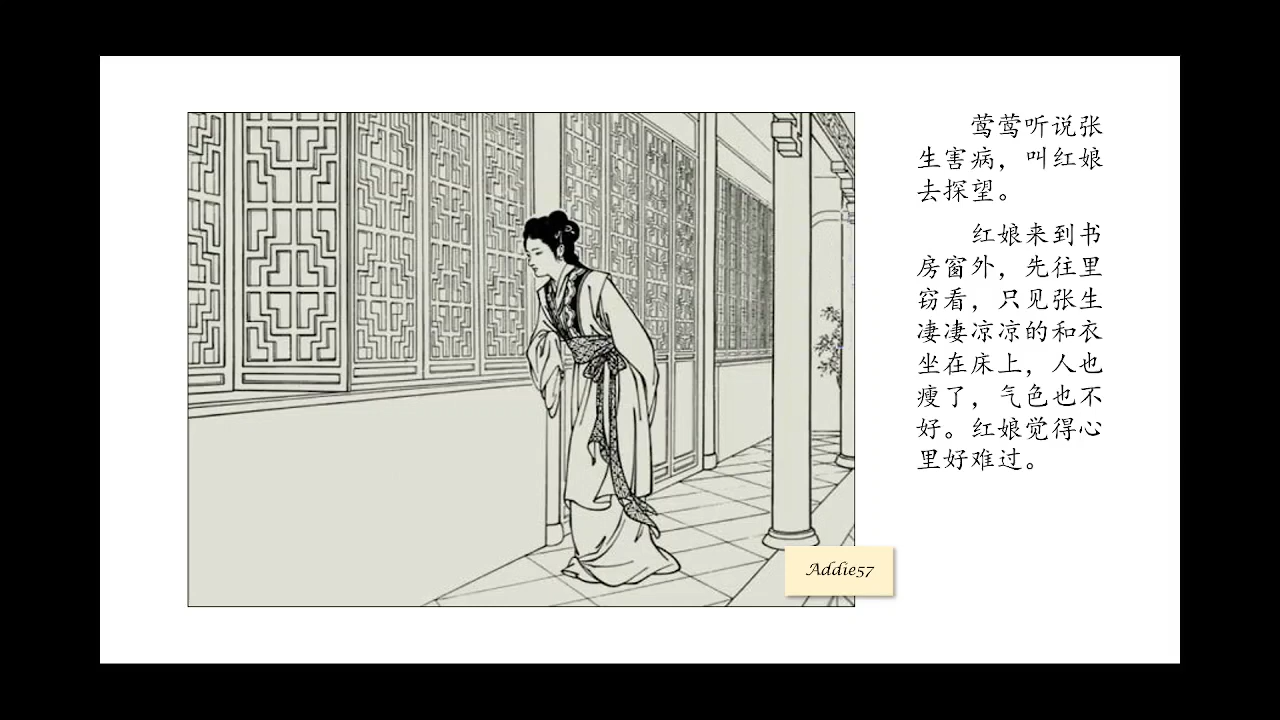 莺莺听说张
生害病，叫红娘
去探望。
红娘来到书
房窗外，先往里
窃看，只见张生
凄凄凉凉的和衣
坐在床上，人也
瘦了，气色也不
好。红娘觉得心
里好难过。
Addie57